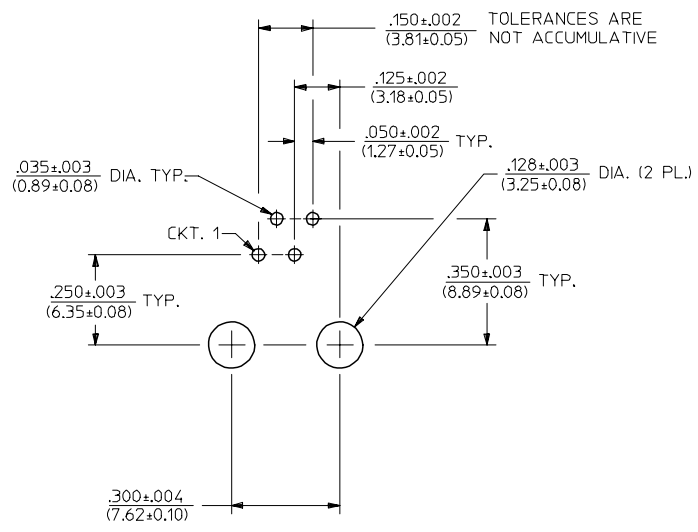 .150±.002
(3.81±0.05)
TOLERANCES ARE
NOT ACCUMULATIVE
.125±.002
(3.18±0.05)
.050±.002
(1.27±0.05)
TYP.
.035±.003
(0.89±0.08)
DIA. TYP.
.128±.003
(3.25±0.08)
DIA. (2 PL.)
CKT. 1
.250±.003
(6.35±0.08)
TYP.
.350±.003
(8.89±0.08)
TYP.
.300±.004
(7.62±0.10)